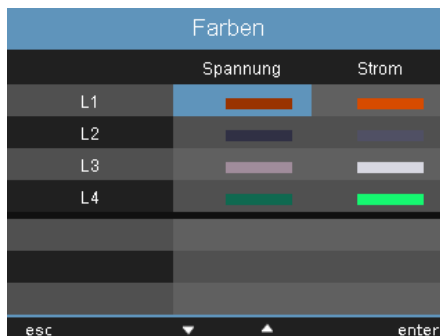 Farben
Spannung Strom
L1
L2
L3
L4
esc enter